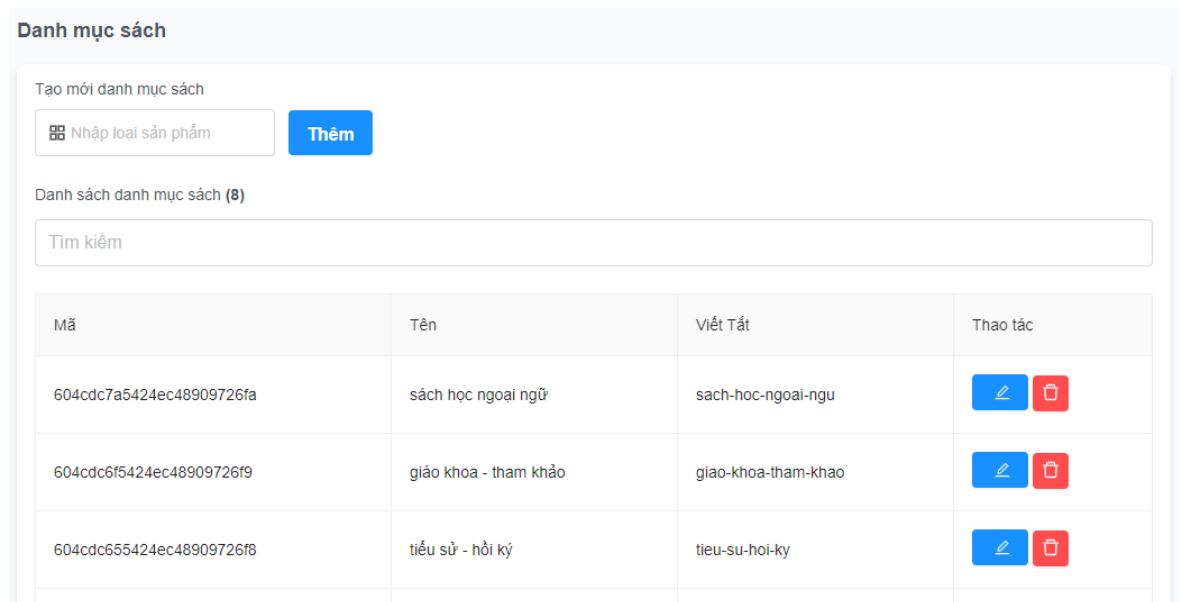 Danh mục sách
Tạo mới danh mục sách
Nhập loại sản phẩm
Thêm
Danh sách danh mục sách (8)
Tìm kiếm
Mã Tên Viết Tắt Thao tác
604cdc7a5424ec48909726fa sách học ngoại ngữ sach-hoc-ngoai-ngu
604cdc6f5424ec48909726f9 giáo khoa - tham khảo giao-khoa-tham-khao
604cdc655424ec48909726f8 tiểu sử - hồi ký tieu-su-hoi-ky